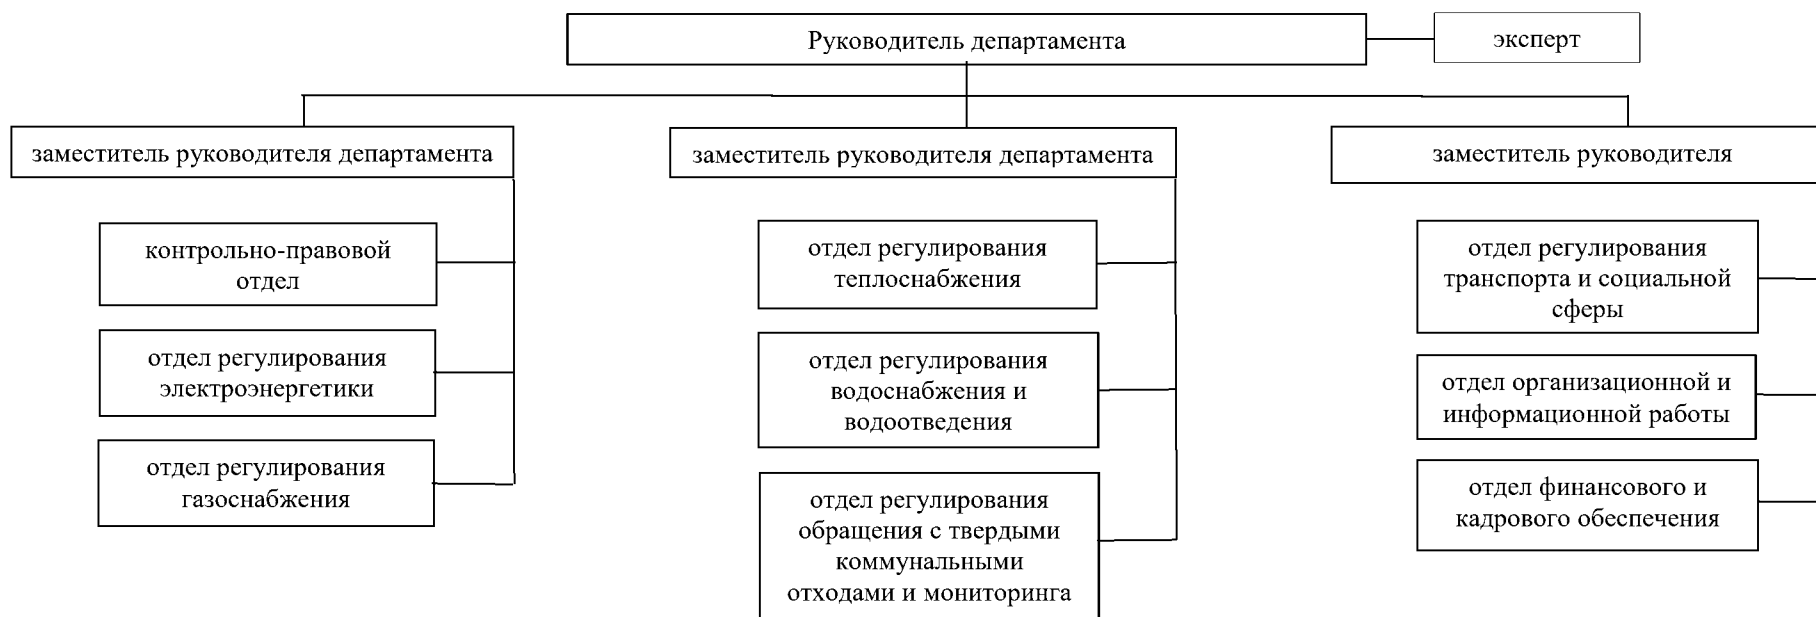 Руководитель департамента
эксперт
заместитель руководителя департамента
заместитель руководителя департамента
заместитель руководителя
контрольно-правовой
отдел
отдел регулирования
электроэнергетики
отдел регулирования
газоснабжения
отдел регулирования
теплоснабжения
отдел регулирования
водоснабжения и
водоотведения
отдел регулирования
обращения с твердыми
коммунальными
отходами и мониторинга
отдел регулирования
транспорта и социальной
сферы
отдел организационной и
информационной работы
отдел финансового и
кадрового обеспечения